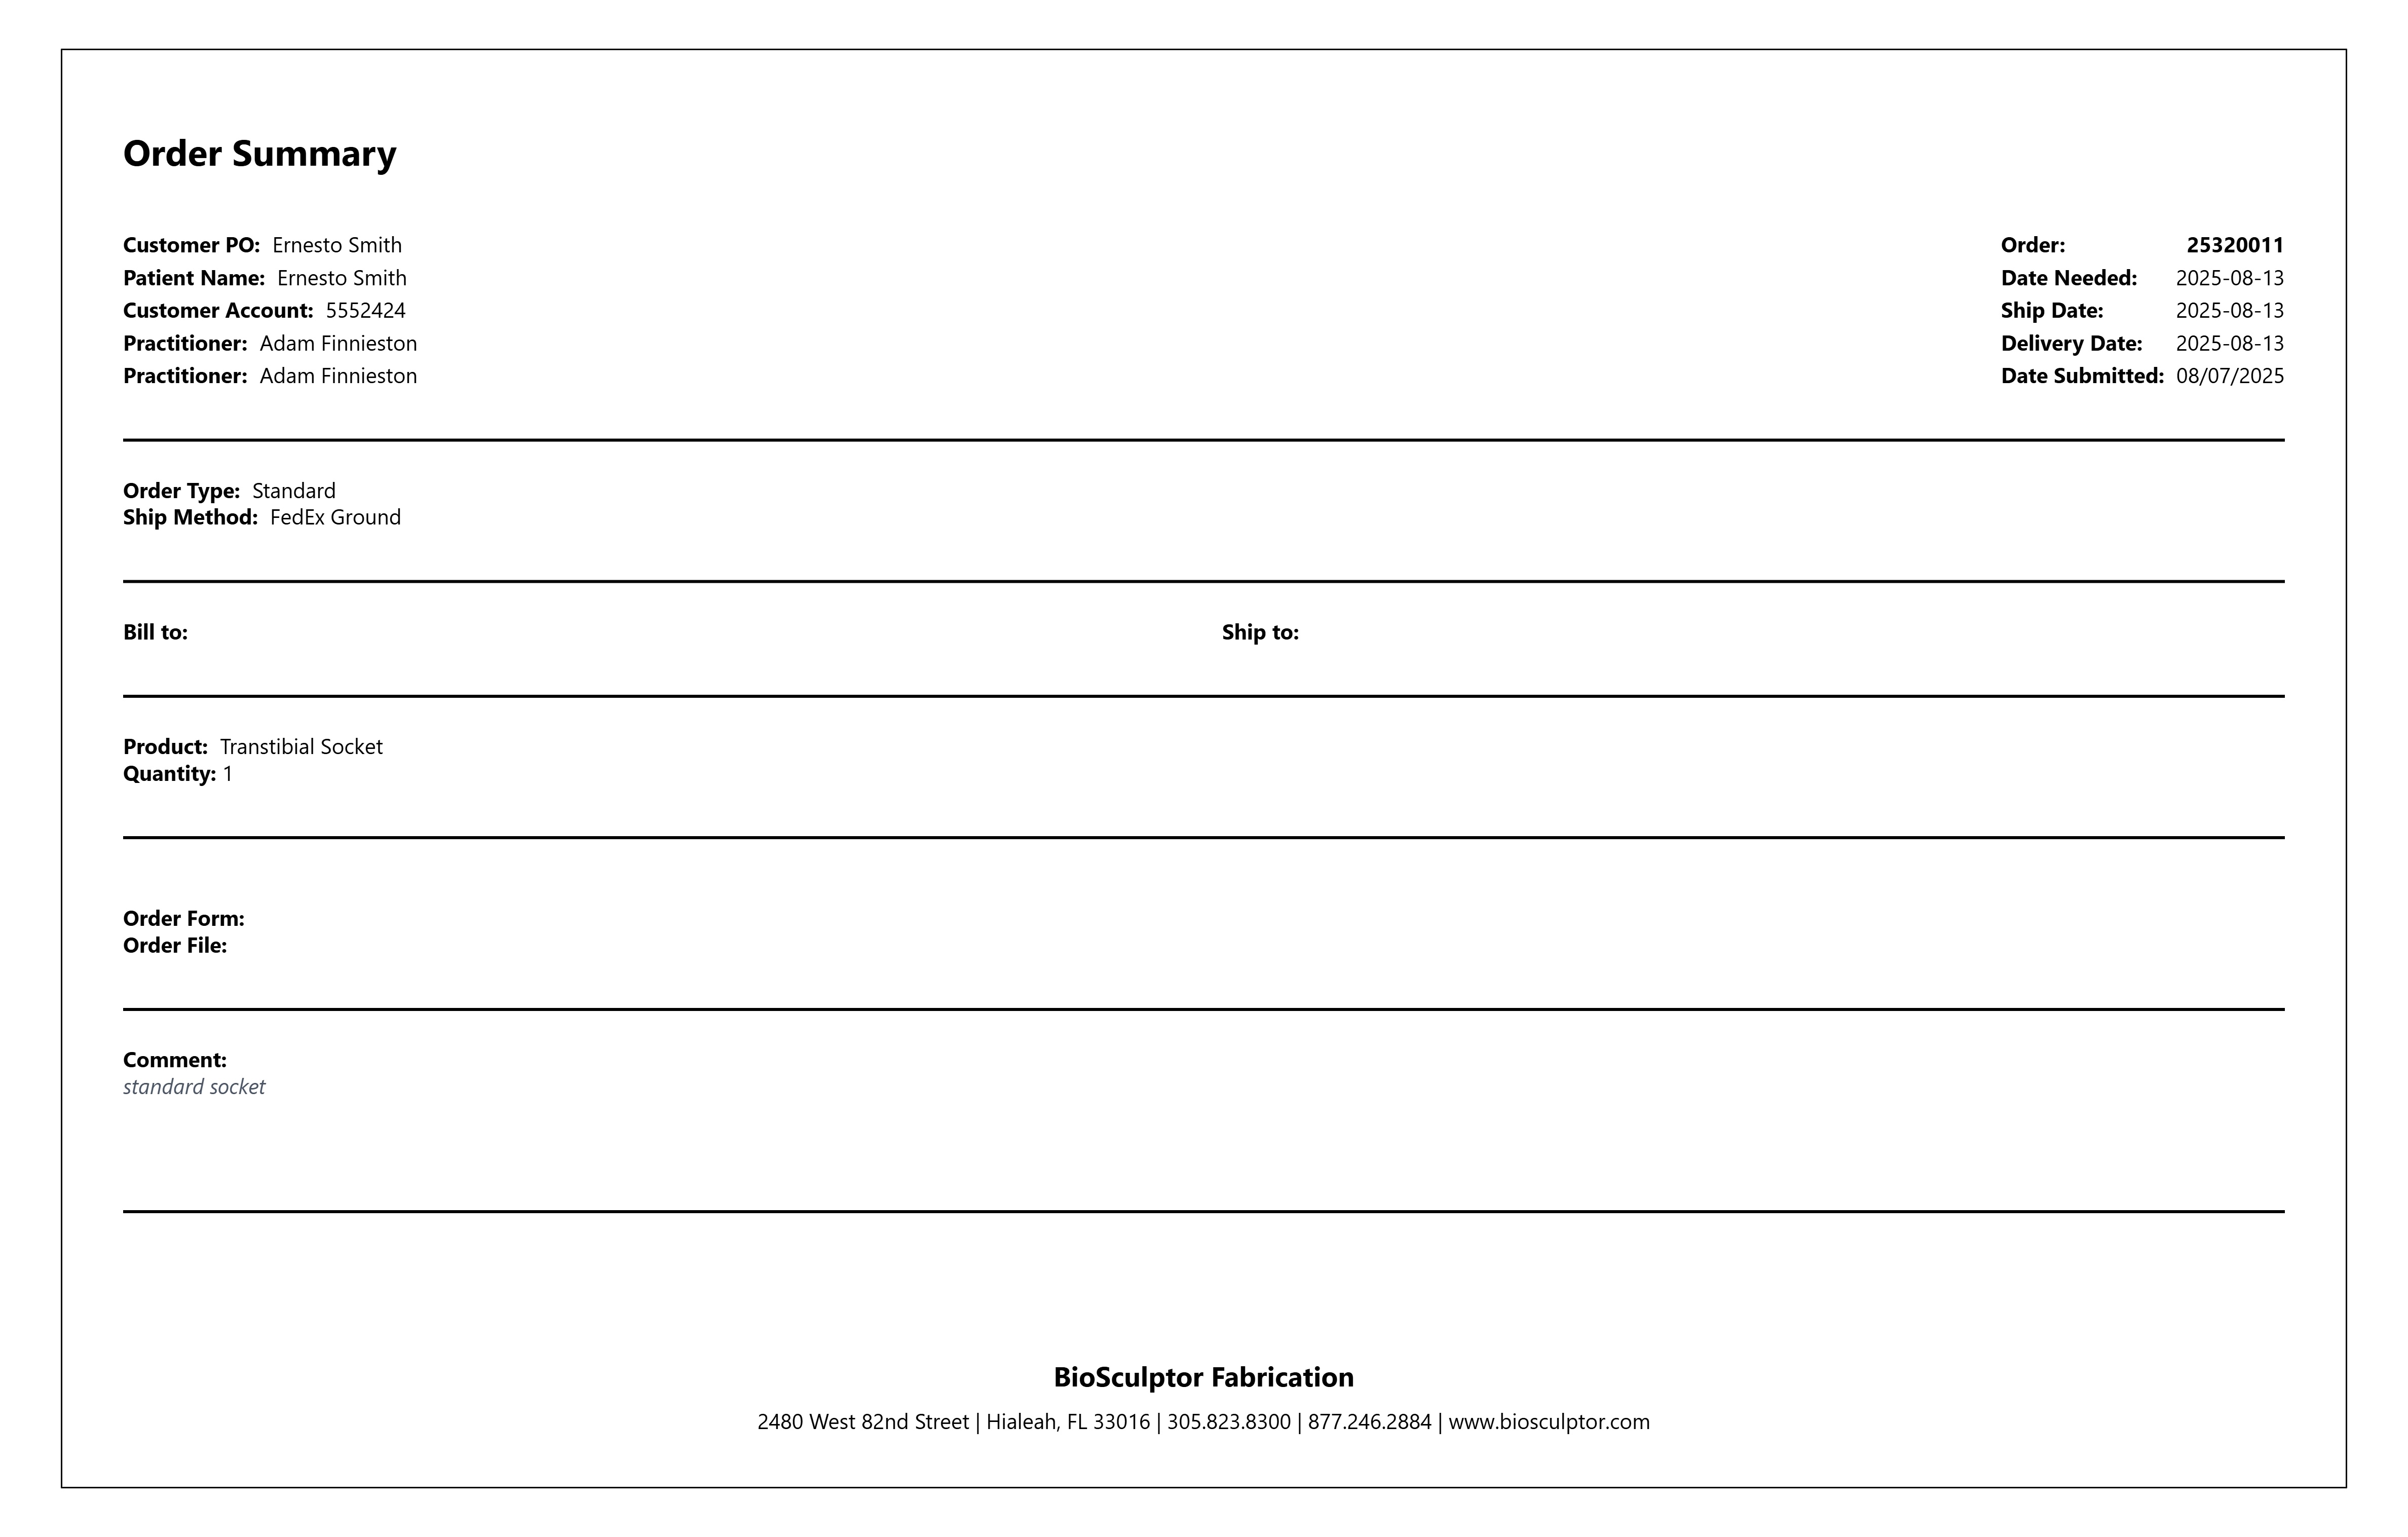 Order Summary
Customer PO: Ernesto Smith
Patient Name: Ernesto Smith
Customer Account: 5552424
Practitioner: Adam Finnieston
Practitioner: Adam Finnieston
Order: 25320011
Date Needed: 2025-08-13
Ship Date: 2025-08-13
Delivery Date: 2025-08-13
Date Submitted: 08/07/2025
Order Type: Standard
Ship Method: FedEx Ground
Bill to:
Ship to:
Product: Transtibial Socket
Quantity: 1
Order Form:
Order File:
Comment:
standard socket
BioSculptor Fabrication
2480 West 82nd Street | Hialeah, FL 33016 | 305.823.8300 | 877.246.2884 | www.biosculptor.com